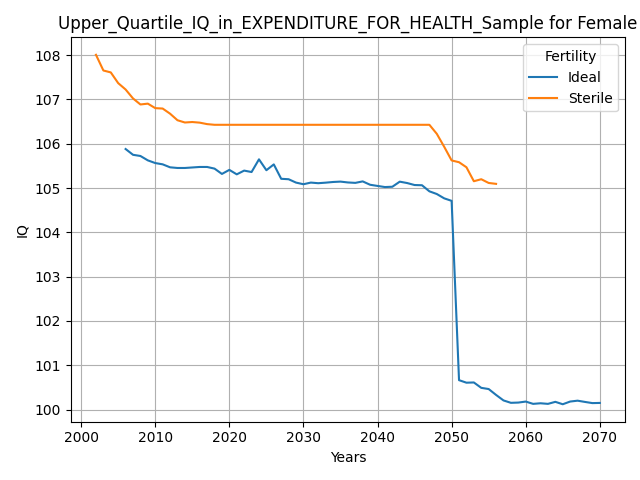 Upper_Quartile_IQ_in_EXPENDITURE_FOR_HEALTH_Sample for Female
Fertility
Ideal
Sterile
108
107
106
105
104
103
102
101
100
IQ
2000 2010 2020 2030 2040 2050 2060 2070
Years